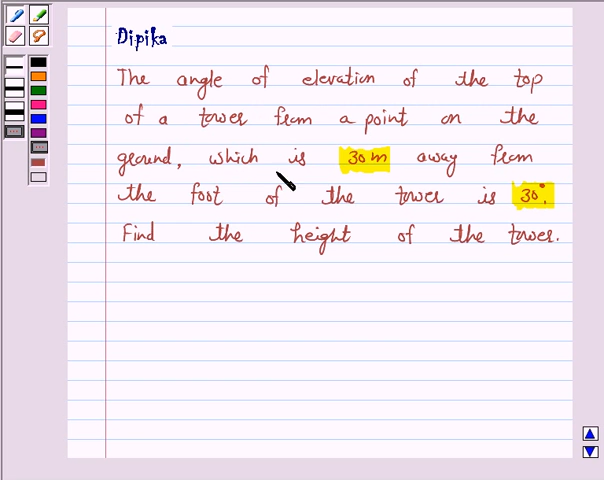 Dipika
The angle of elevation of the top
of a tower from a point on the
ground, which is 30 m away from
the foot of the tower is 30°.
Find the height of the tower.